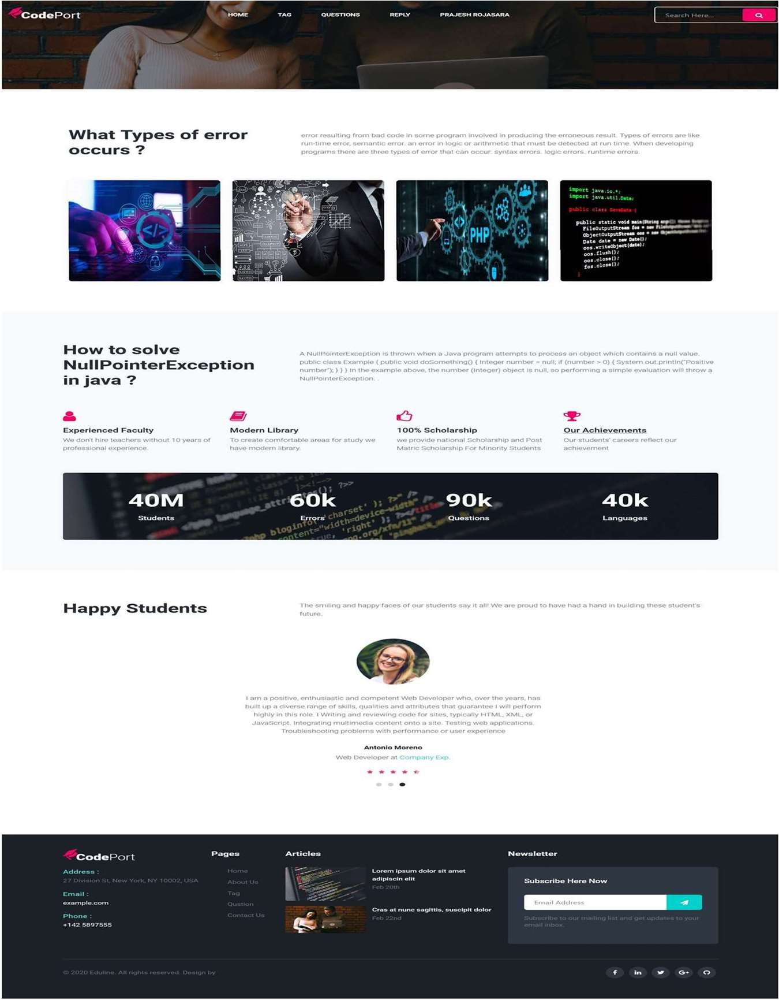 CodePort
HOME TAG QUESTIONS REPLY PRAJESH ROJASARA
Search Here...
What Types of error
occurs ?
error resulting from bad code in some program involved in producing the erroneous result. Types of errors are like
run-time error, semantic error. an error in logic or arithmetic that must be detected at run time. When developing
programs there are three types of error that can occur: syntax errors. logic errors. runtime errors.
cloud
energy
business
work
document
success
</>
</>
PHP
import java.io.*;
import java.util.Date;
public class SaveDate {
public static void main(String
FileOutputStream fos = new FileOutputStream
ObjectOutputStream oos = new ObjectOutputStream
Date date = new Date();
oos.writeObject(date);
oos.flush();
oos.close();
fos.close();
}
How to solve
NullPointerException
in java ?
A NullPointerException is thrown when a Java program attempts to process an object which contains a null value.
public class Example { public void doSomething() { Integer number = null; if (number > 0) { System.out.println("Positive
number"); } } } In the example above, the number (Integer) object is null, so performing a simple evaluation will throw a
NullPointerException. .
Experienced Faculty
We don't hire teachers without 10 years of
professional experience.
Modern Library
To create comfortable areas for study we
have modern library.
100% Scholarship
we provide national Scholarship and Post
Matric Scholarship For Minority Students
Our Achievements
Our students' careers reflect our
achievement
40M
Students
60k
Errors
90k
Questions
40k
Languages
Happy Students
The smiling and happy faces of our students say it all! We are proud to have had a hand in building these student's
future.
I am a positive, enthusiastic and competent Web Developer who, over the years, has
built up a diverse range of skills, qualities and attributes that guarantee I will perform
highly in this role. I Writing and reviewing code for sites, typically HTML, XML, or
JavaScript. Integrating multimedia content onto a site. Testing web applications.
Troubleshooting problems with performance or user experience
Antonio Moreno
Web Developer at Company Exp.
CodePort
Address :
27 Division St, New York, NY 10002, USA
Email :
example.com
Phone :
+142 5897555
Pages
Home
About Us
Tag
Qustion
Contact Us
Articles
Lorem ipsum dolor sit amet
adipiscin elit
Feb 20th
Cras at nunc sagittis, suscipit dolor
Feb 22nd
Newsletter
Subscribe Here Now
Email Address
Subscribe to our mailing list and get updates to your
email inbox.
© 2020 Eduline. All rights reserved. Design by